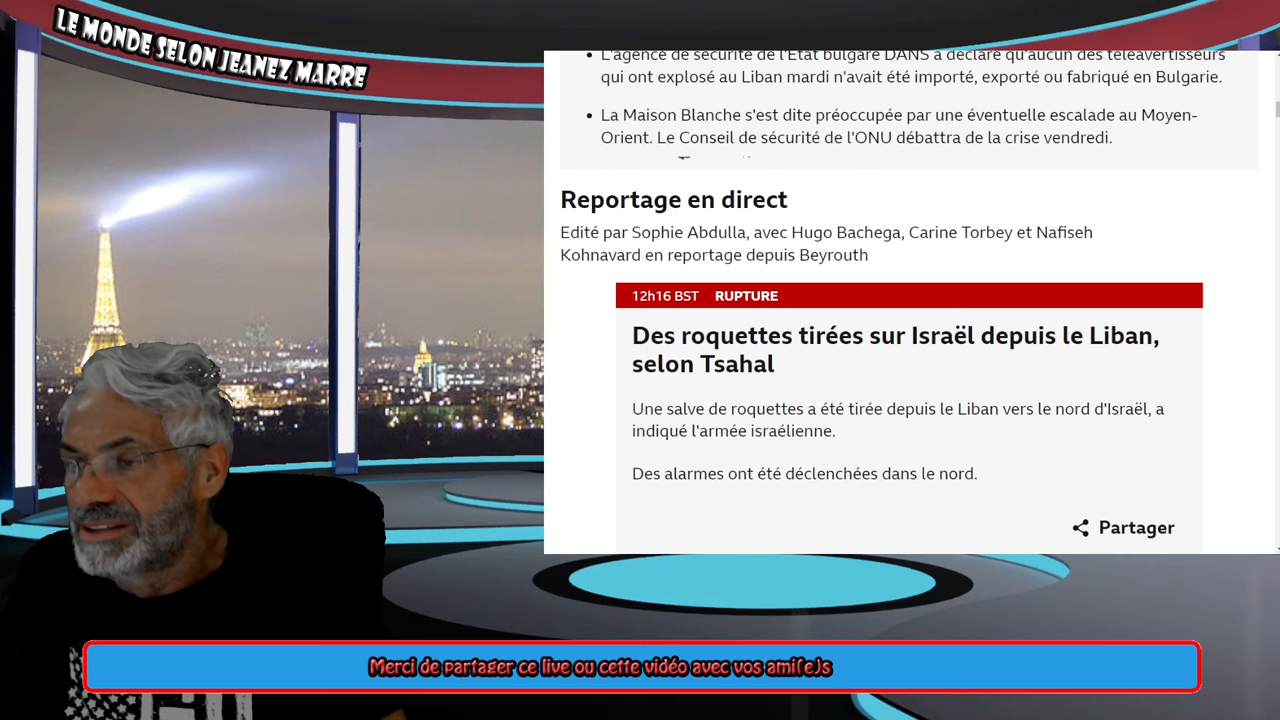 LE MONDE SELON JEANEZ MARRE
L'agence de sécurité de l'État bulgare DANS a déclaré qu'aucun des téléavertisseurs
qui ont explosé au Liban mardi n'avait été importé, exporté ou fabriqué en Bulgarie.
La Maison Blanche s'est dite préoccupée par une éventuelle escalade au Moyen-
Orient. Le Conseil de sécurité de l'ONU débattra de la crise vendredi.
Reportage en direct
Edité par Sophie Abdulla, avec Hugo Bachega, Carine Torbey et Nafiseh
Kohnavard en reportage depuis Beyrouth
12h16 BST RUPTURE
Des roquettes tirées sur Israël depuis le Liban,
selon Tsahal
Une salve de roquettes a été tirée depuis le Liban vers le nord d'Israël, a
indiqué l'armée israélienne.
Des alarmes ont été déclenchées dans le nord.
Partager
Merci de partager ce live ou cette vidéo avec vos ami(e)s